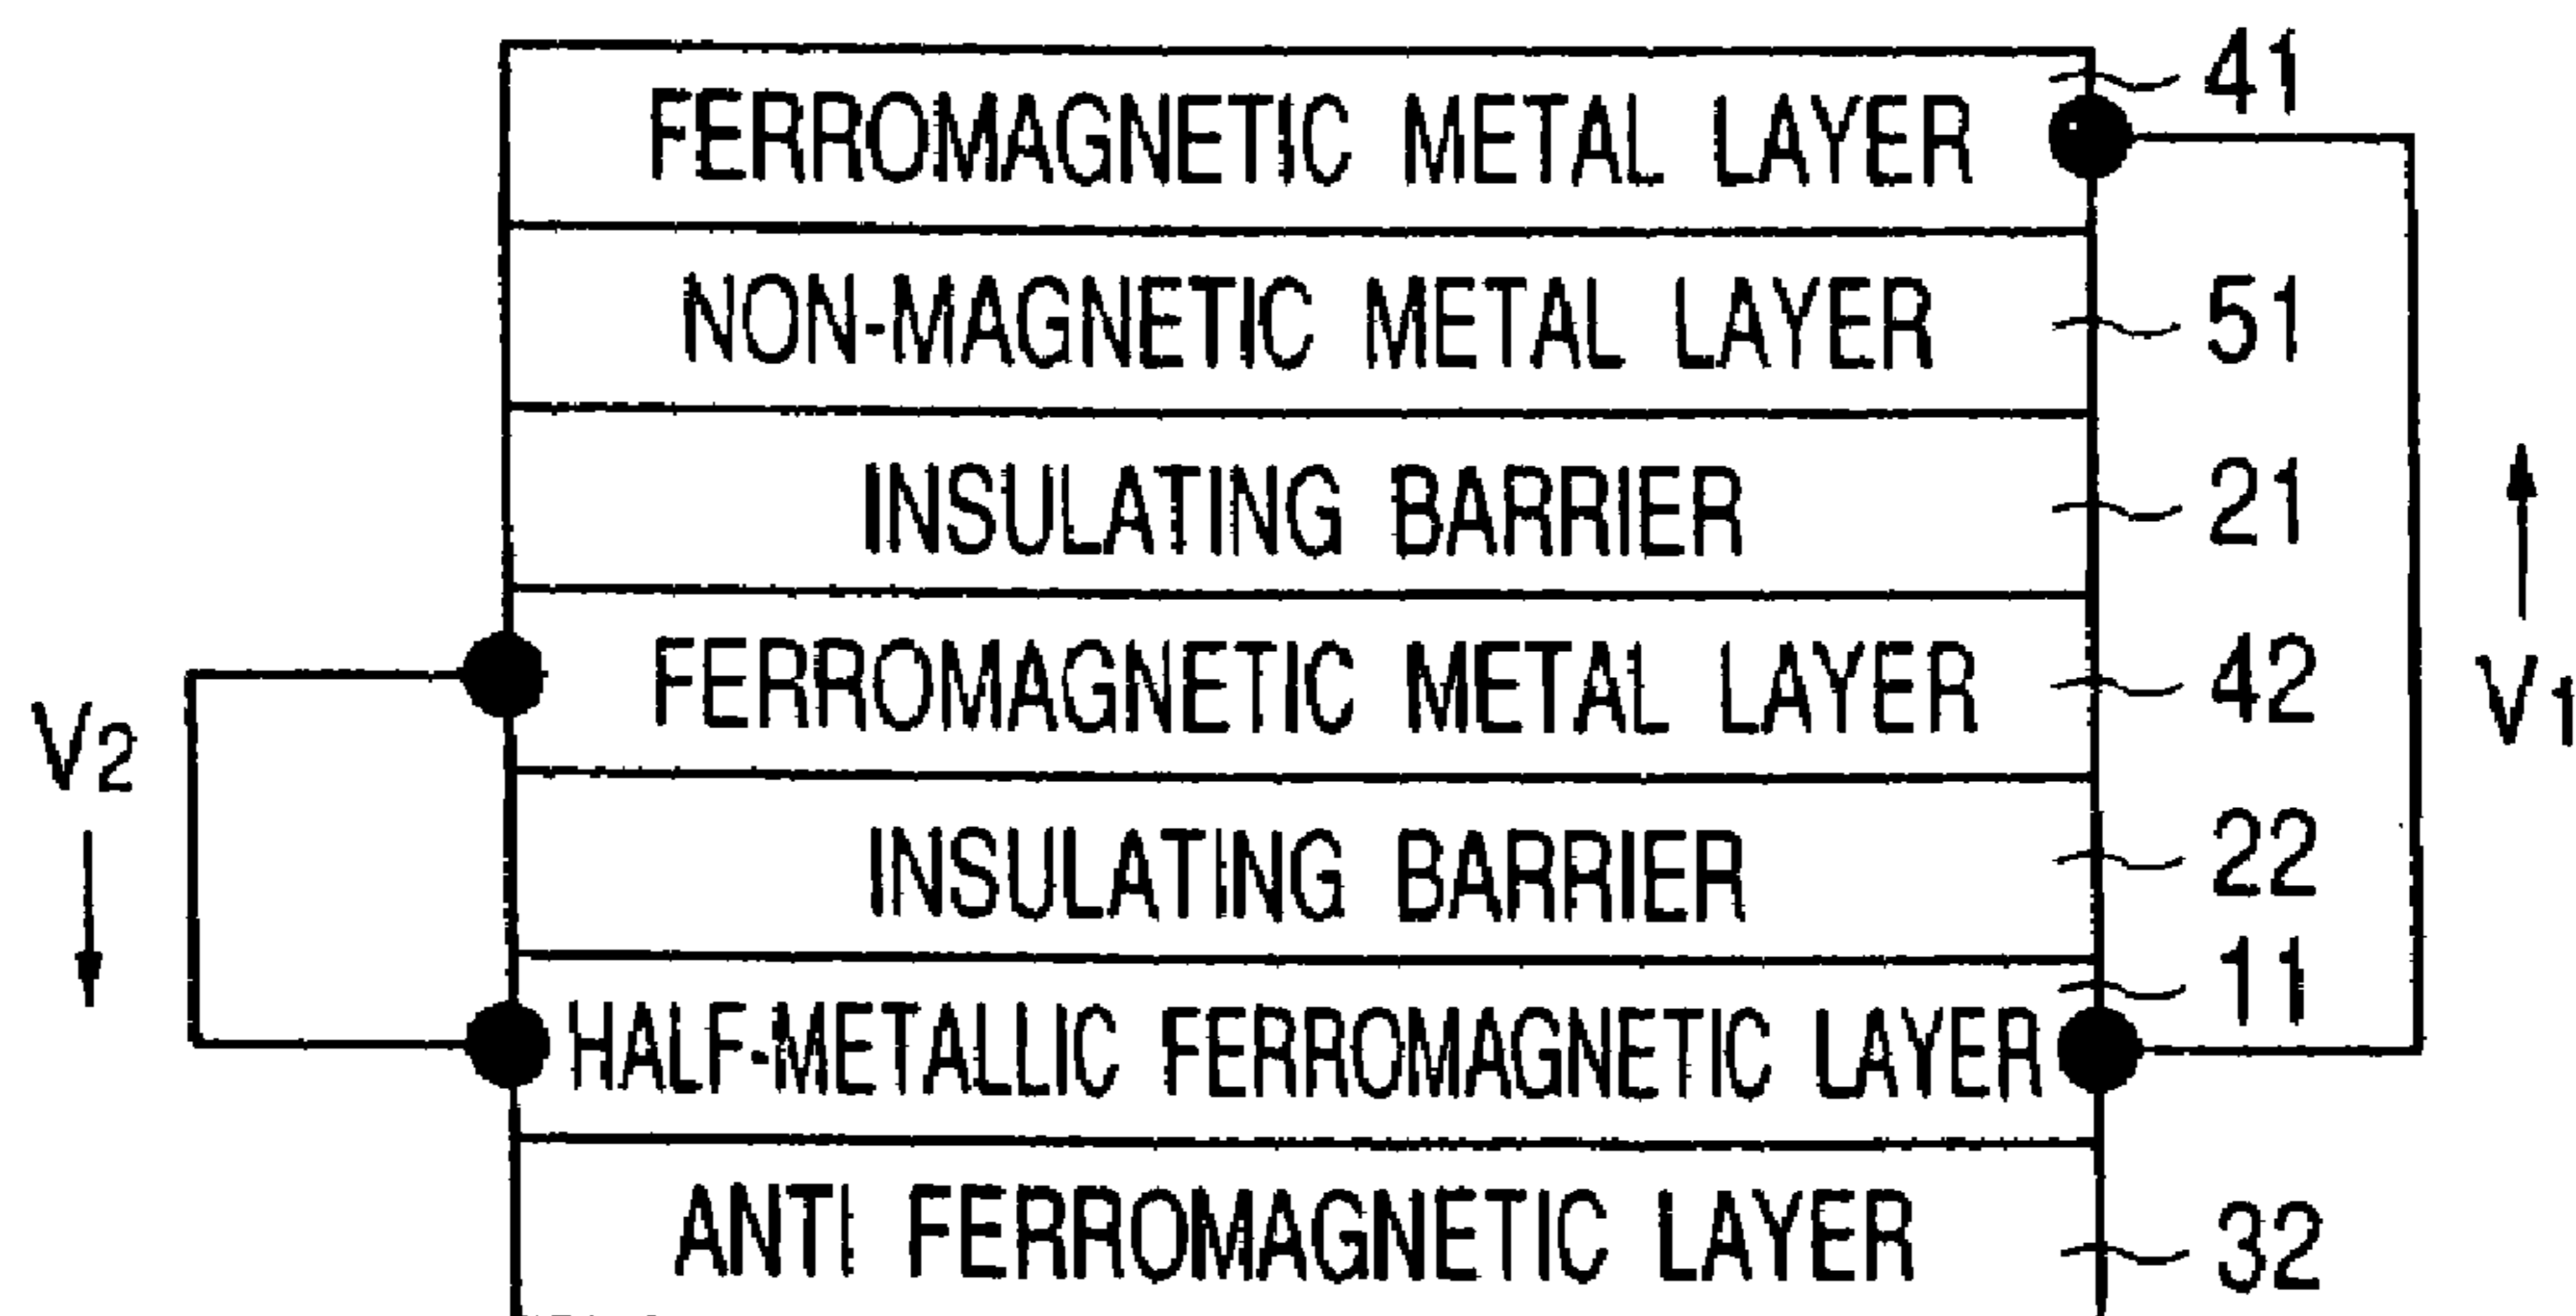 FERROMAGNETIC METAL LAYER 41
NON-MAGNETIC METAL LAYER 51
INSULATING BARRIER 21
FERROMAGNETIC METAL LAYER 42
V1
V2
INSULATING BARRIER 22
HALF-METALLIC FERROMAGNETIC LAYER 11
ANTI FERROMAGNETIC LAYER 32